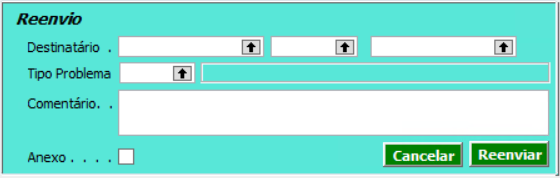 Reenvio
Destinatário .
Tipo Problema
Comentário. .
Anexo . . . .
Cancelar Reenviar